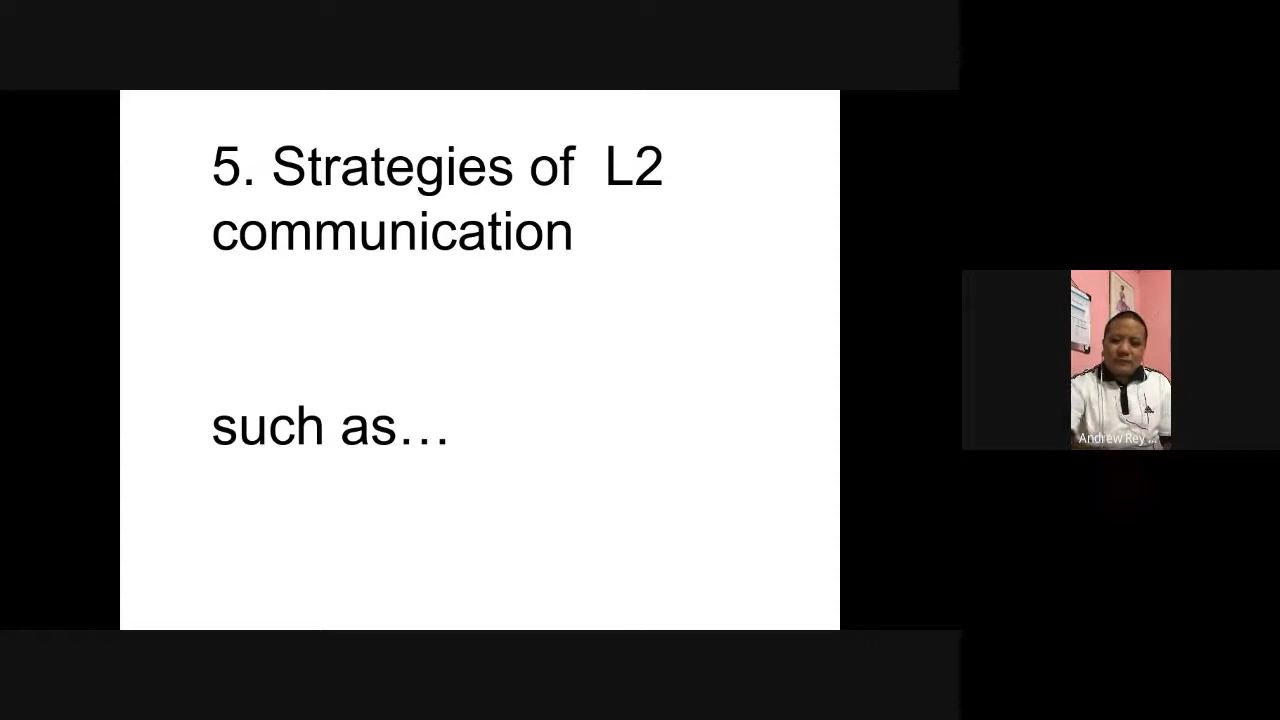 5. Strategies of L2
communication
such as…
Andrew Rey ...